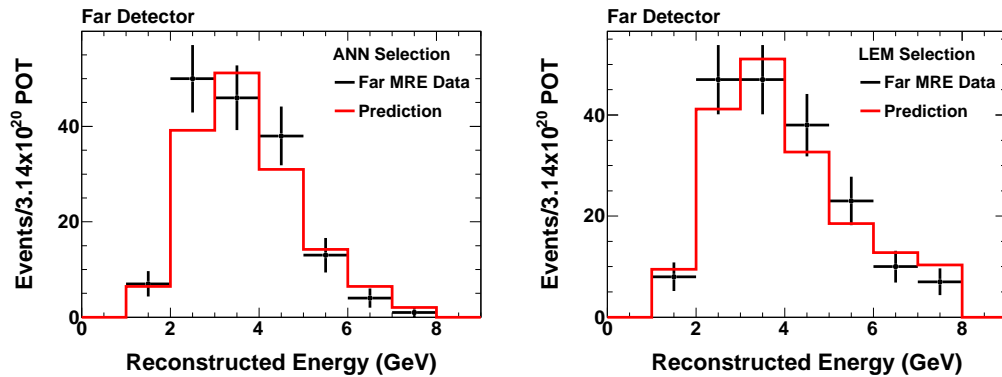 Far Detector
ANN Selection
Far MRE Data
Prediction
Events/3.14x10^20 POT
40
20
0
0 2 4 6 8
Reconstructed Energy (GeV)
Far Detector
LEM Selection
Far MRE Data
Prediction
Events/3.14x10^20 POT
40
20
0
0 2 4 6 8
Reconstructed Energy (GeV)